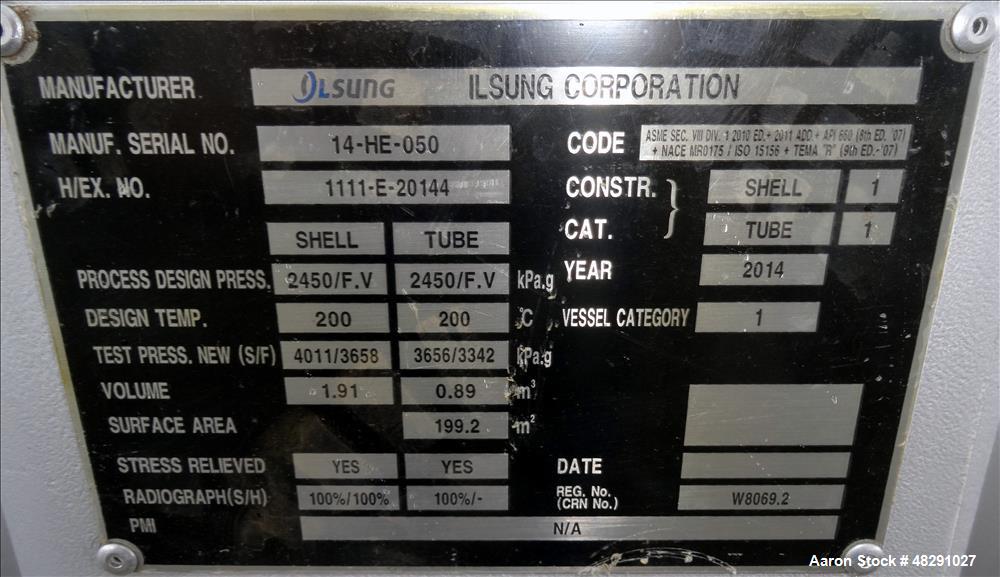 MANUFACTURER ILSUNG ILSUNG CORPORATION
MANUF. SERIAL NO. 14-HE-050
CODE ASME SEC. VIII DIV. 1 2010 ED.+ 2011 ADD.+ API 660 (8th ED. '07)
+ NACE MR0175 / ISO 15156 + TEMA "R" (9th ED.-'07)
H/EX. NO. 1111-E-20144
CONSTR. SHELL 1
CAT. TUBE 1
SHELL TUBE
YEAR 2014
PROCESS DESIGN PRESS. 2450/F.V 2450/F.V kPa.g
DESIGN TEMP. 200 200 °C
VESSEL CATEGORY 1
TEST PRESS. NEW (S/F) 4011/3658 3656/3342 kPa.g
VOLUME 1.91 0.89 m³
SURFACE AREA 199.2 m²
STRESS RELIEVED YES YES
DATE
RADIOGRAPH(S/H) 100%/100% 100%/-
REG. No.
(CRN No.) W8069.2
PMI N/A
Aaron Stock # 48291027